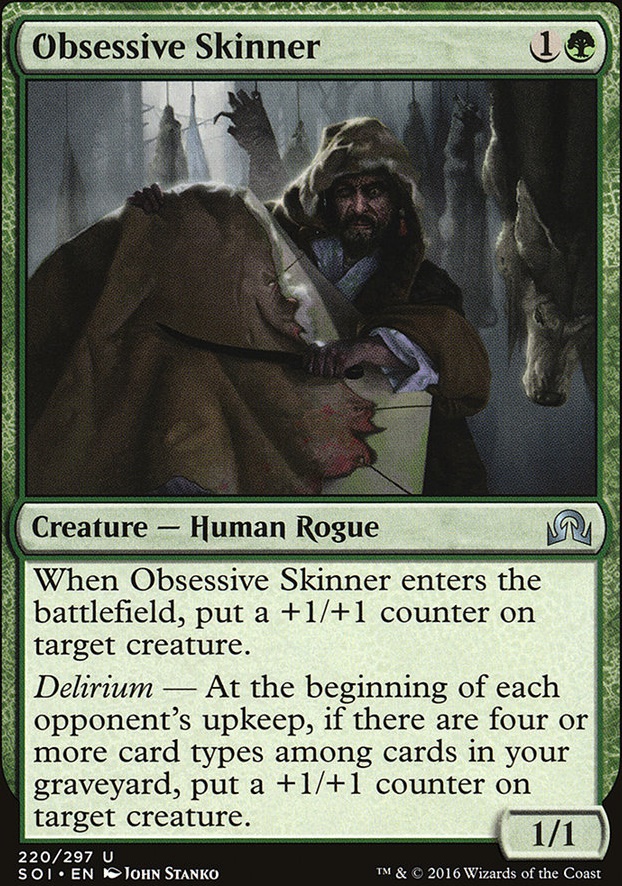 Obsessive Skinner 1
Creature — Human Rogue
When Obsessive Skinner enters the
battlefield, put a +1/+1 counter on
target creature.
Delirium — At the beginning of each
opponent's upkeep, if there are four or
more card types among cards in your
graveyard, put a +1/+1 counter on
target creature.
1/1
220/297 U
SOI • EN JOHN STANKO
™ & © 2016 Wizards of the Coast